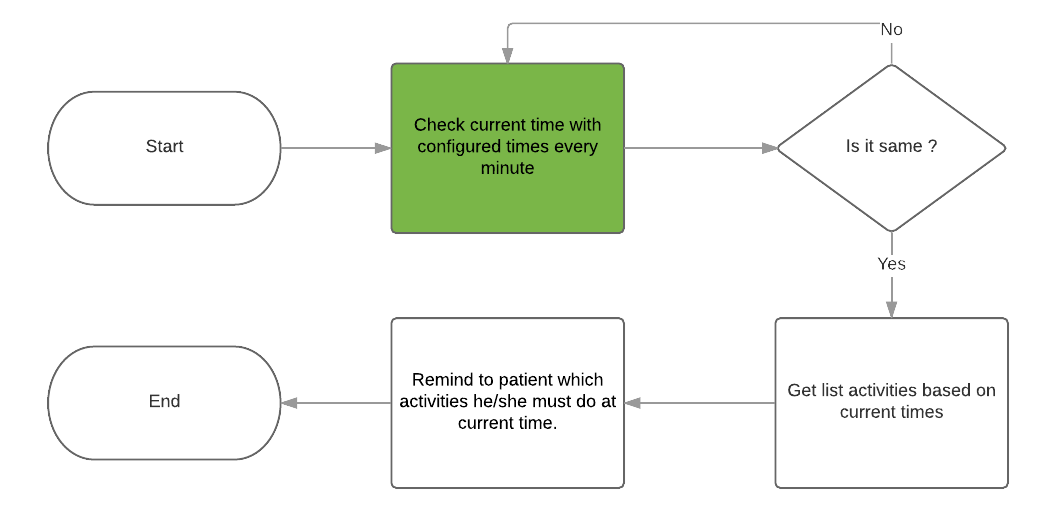 No
Start
Check current time with
configured times every
minute
Is it same ?
Yes
Get list activities based on
current times
Remind to patient which
activities he/she must do at
current time.
End